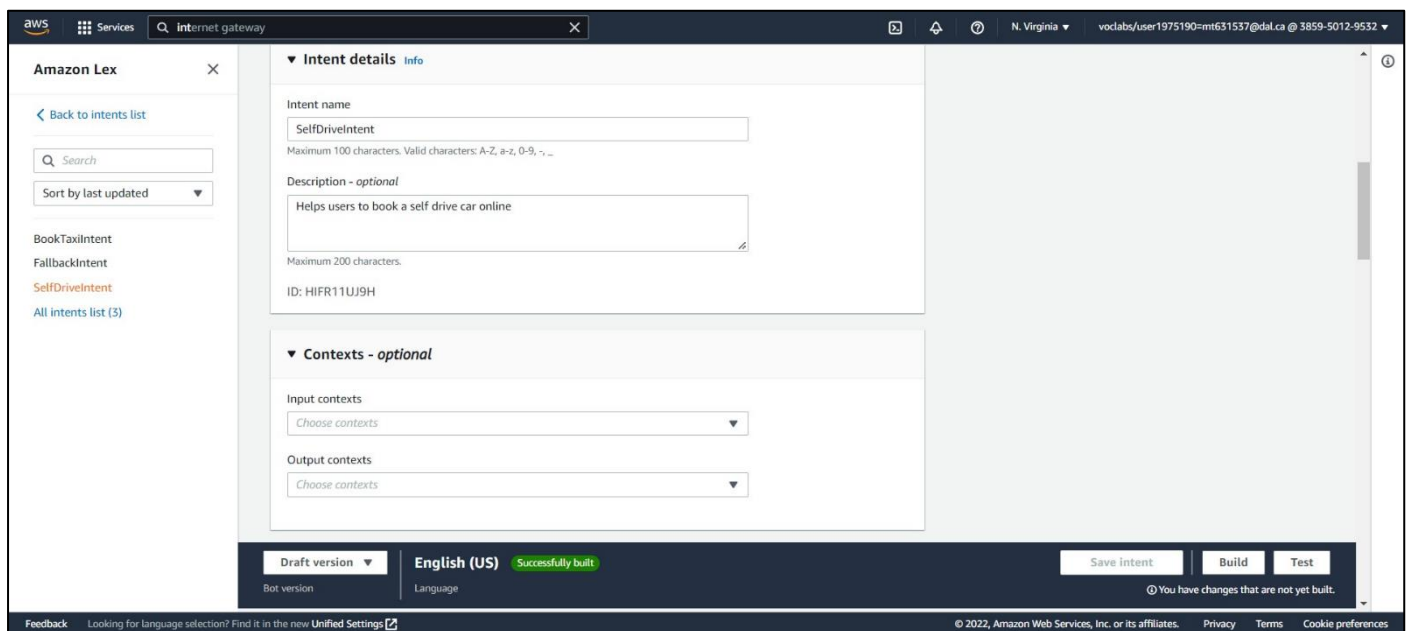 aws Services internet gateway N. Virginia voclabs/user1975190=mt631537@dal.ca @ 3859-5012-9532
Amazon Lex
Back to intents list
Search
Sort by last updated
BookTaxiIntent
FallbackIntent
SelfDriveIntent
All intents list (3)
Intent details Info
Intent name
SelfDriveIntent
Maximum 100 characters. Valid characters: A-Z, a-z, 0-9, -, _
Description - optional
Helps users to book a self drive car online
Maximum 200 characters.
ID: HIFR11UJ9H
Contexts - optional
Input contexts
Choose contexts
Output contexts
Choose contexts
Draft version English (US) Successfully built Save intent Build Test
Bot version Language You have changes that are not yet built.
Feedback Looking for language selection? Find it in the new Unified Settings © 2022, Amazon Web Services, Inc. or its affiliates. Privacy Terms Cookie preferences